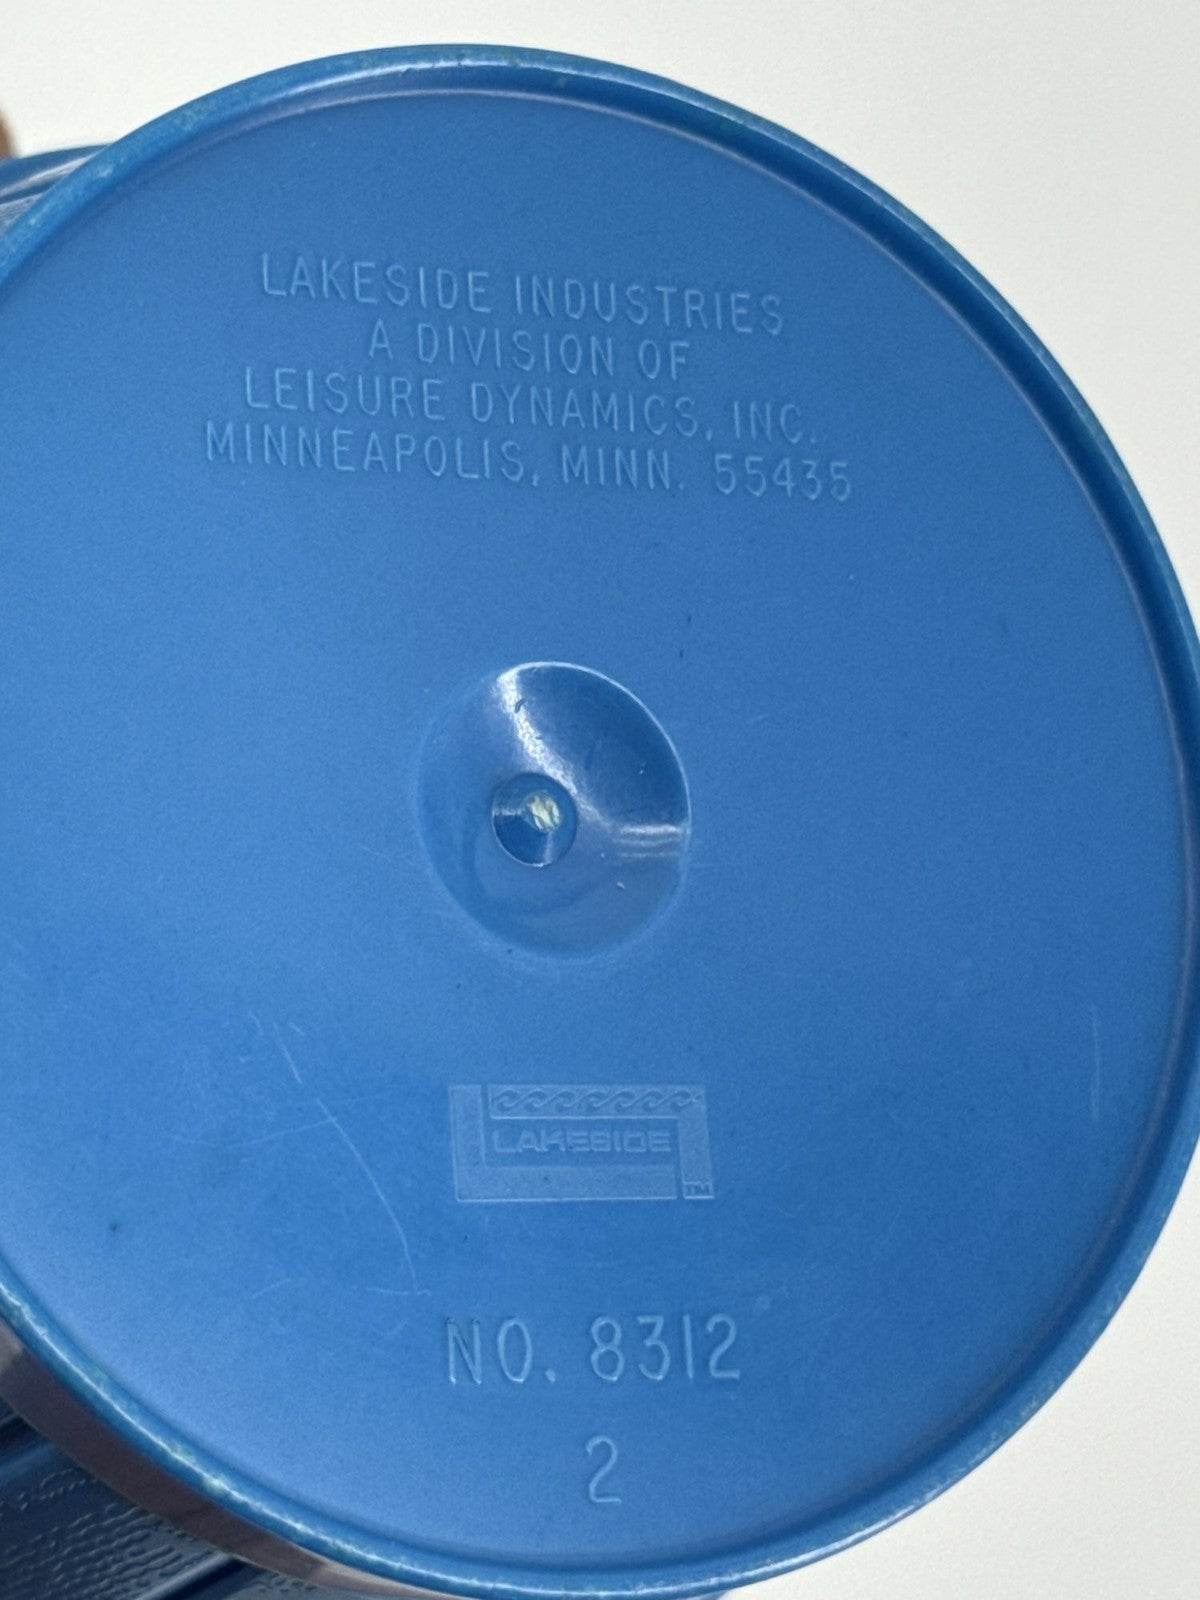 LAKESIDE INDUSTRIES
A DIVISION OF
LEISURE DYNAMICS, INC.
MINNEAPOLIS, MINN. 55435
LAKESIDE
TM
NO. 8312
2